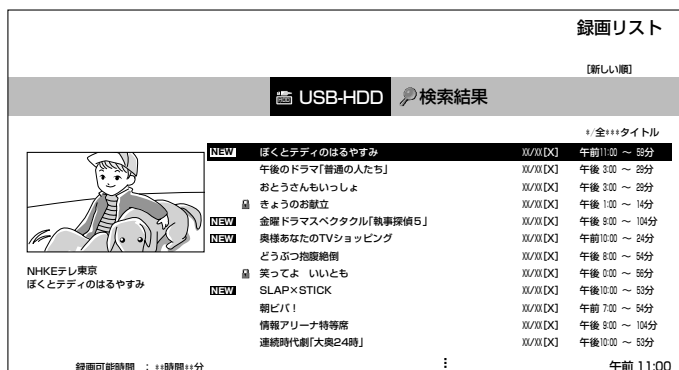 録画リスト
[新しい順]
USB-HDD 検索結果
*/全***タイトル
NEW ぼくとテディのはるやすみ XX/XX[X] 午前11:00 ～ 59分
午後のドラマ「普通の人たち」 XX/XX[X] 午後 3:00 ～ 29分
おとうさんもいっしょ XX/XX[X] 午後 3:00 ～ 29分
きょうのお献立 XX/XX[X] 午後 1:00 ～ 14分
NEW 金曜ドラマスペクタクル「執事探偵5」 XX/XX[X] 午後 9:00 ～ 104分
NEW 奥様あなたのTVショッピング XX/XX[X] 午前10:00 ～ 24分
どうぶつ抱腹絶倒 XX/XX[X] 午後 8:00 ～ 54分
笑ってよ いいとも XX/XX[X] 午後 0:00 ～ 56分
NEW SLAP×STICK XX/XX[X] 午後10:00 ～ 53分
朝ビバ！ XX/XX[X] 午前 7:00 ～ 54分
情報アリーナ特等席 XX/XX[X] 午後 9:00 ～ 104分
連続時代劇「大奥24時」 XX/XX[X] 午後10:00 ～ 53分
NHKEテレ東京
ぼくとテディのはるやすみ
録画可能時間 ： **時間**分
午前 11:00